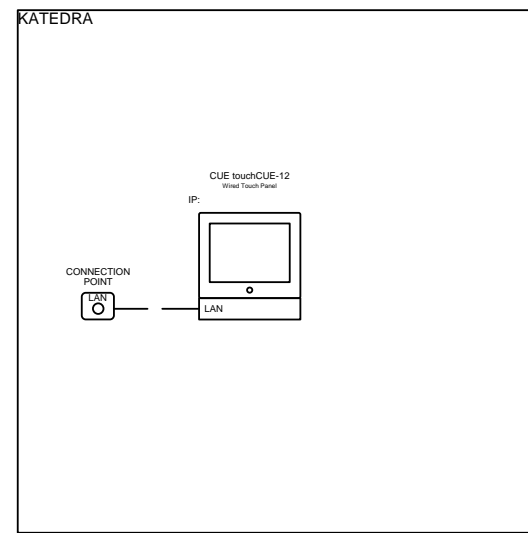 KATEDRA
CUE touchCUE-12
Wired Touch Panel
IP:
CONNECTION
POINT
LAN
LAN